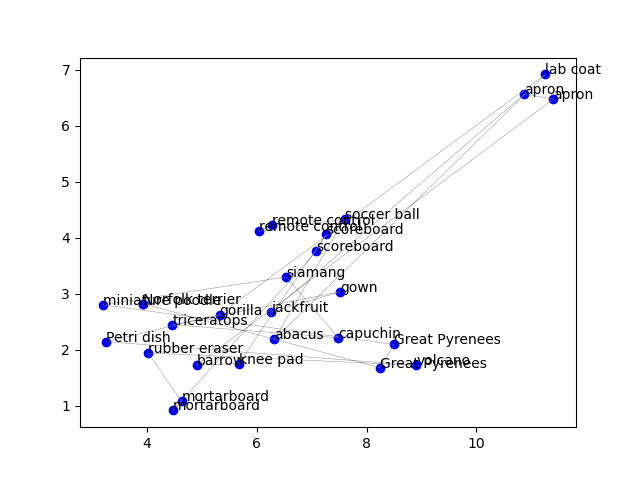 7
lab coat
apron
apron
6
5
soccer ball
remote control
remote control
scoreboard
4
scoreboard
siamang
gown
3
miniature poodle
Norfolk terrier
jackfruit
gorilla
triceratops
abacus
capuchin
Petri dish
Great Pyrenees
2
rubber eraser
barrow
knee pad
Great Pyrenees
volcano
mortarboard
mortarboard
1
4
6
8
10